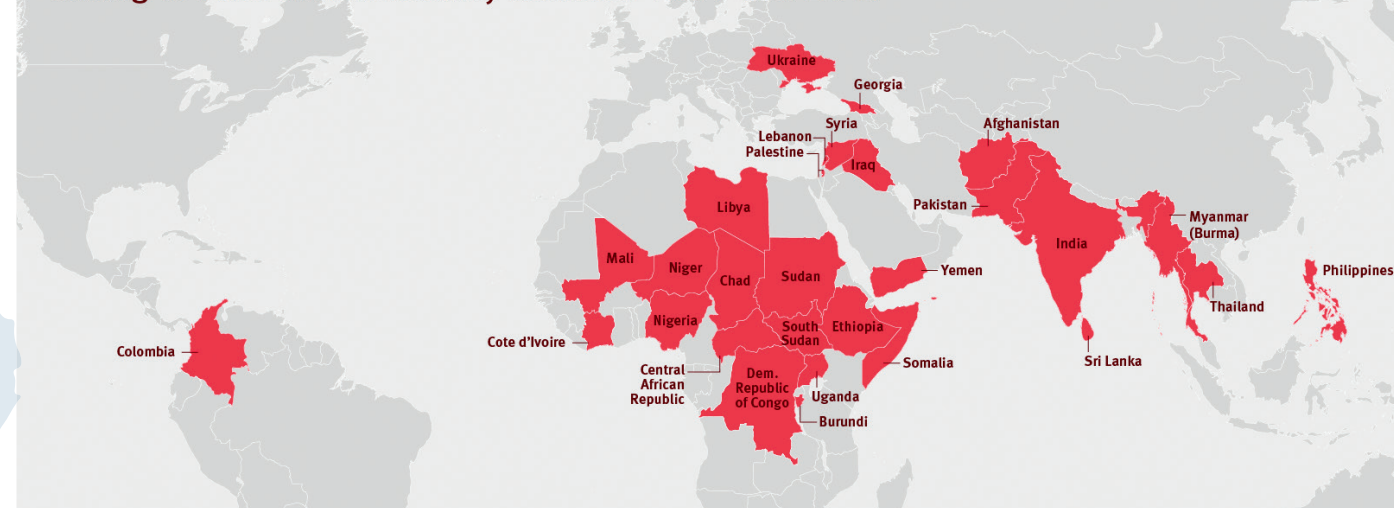 Ukraine
Georgia
Syria
Lebanon
Palestine
Iraq
Afghanistan
Pakistan
India
Myanmar
(Burma)
Libya
Mali
Niger
Chad
Sudan
Yemen
Philippines
Thailand
Nigeria
South
Sudan
Ethiopia
Cote d'Ivoire
Colombia
Somalia
Sri Lanka
Central
African
Republic
Dem.
Republic
of Congo
Uganda
Burundi